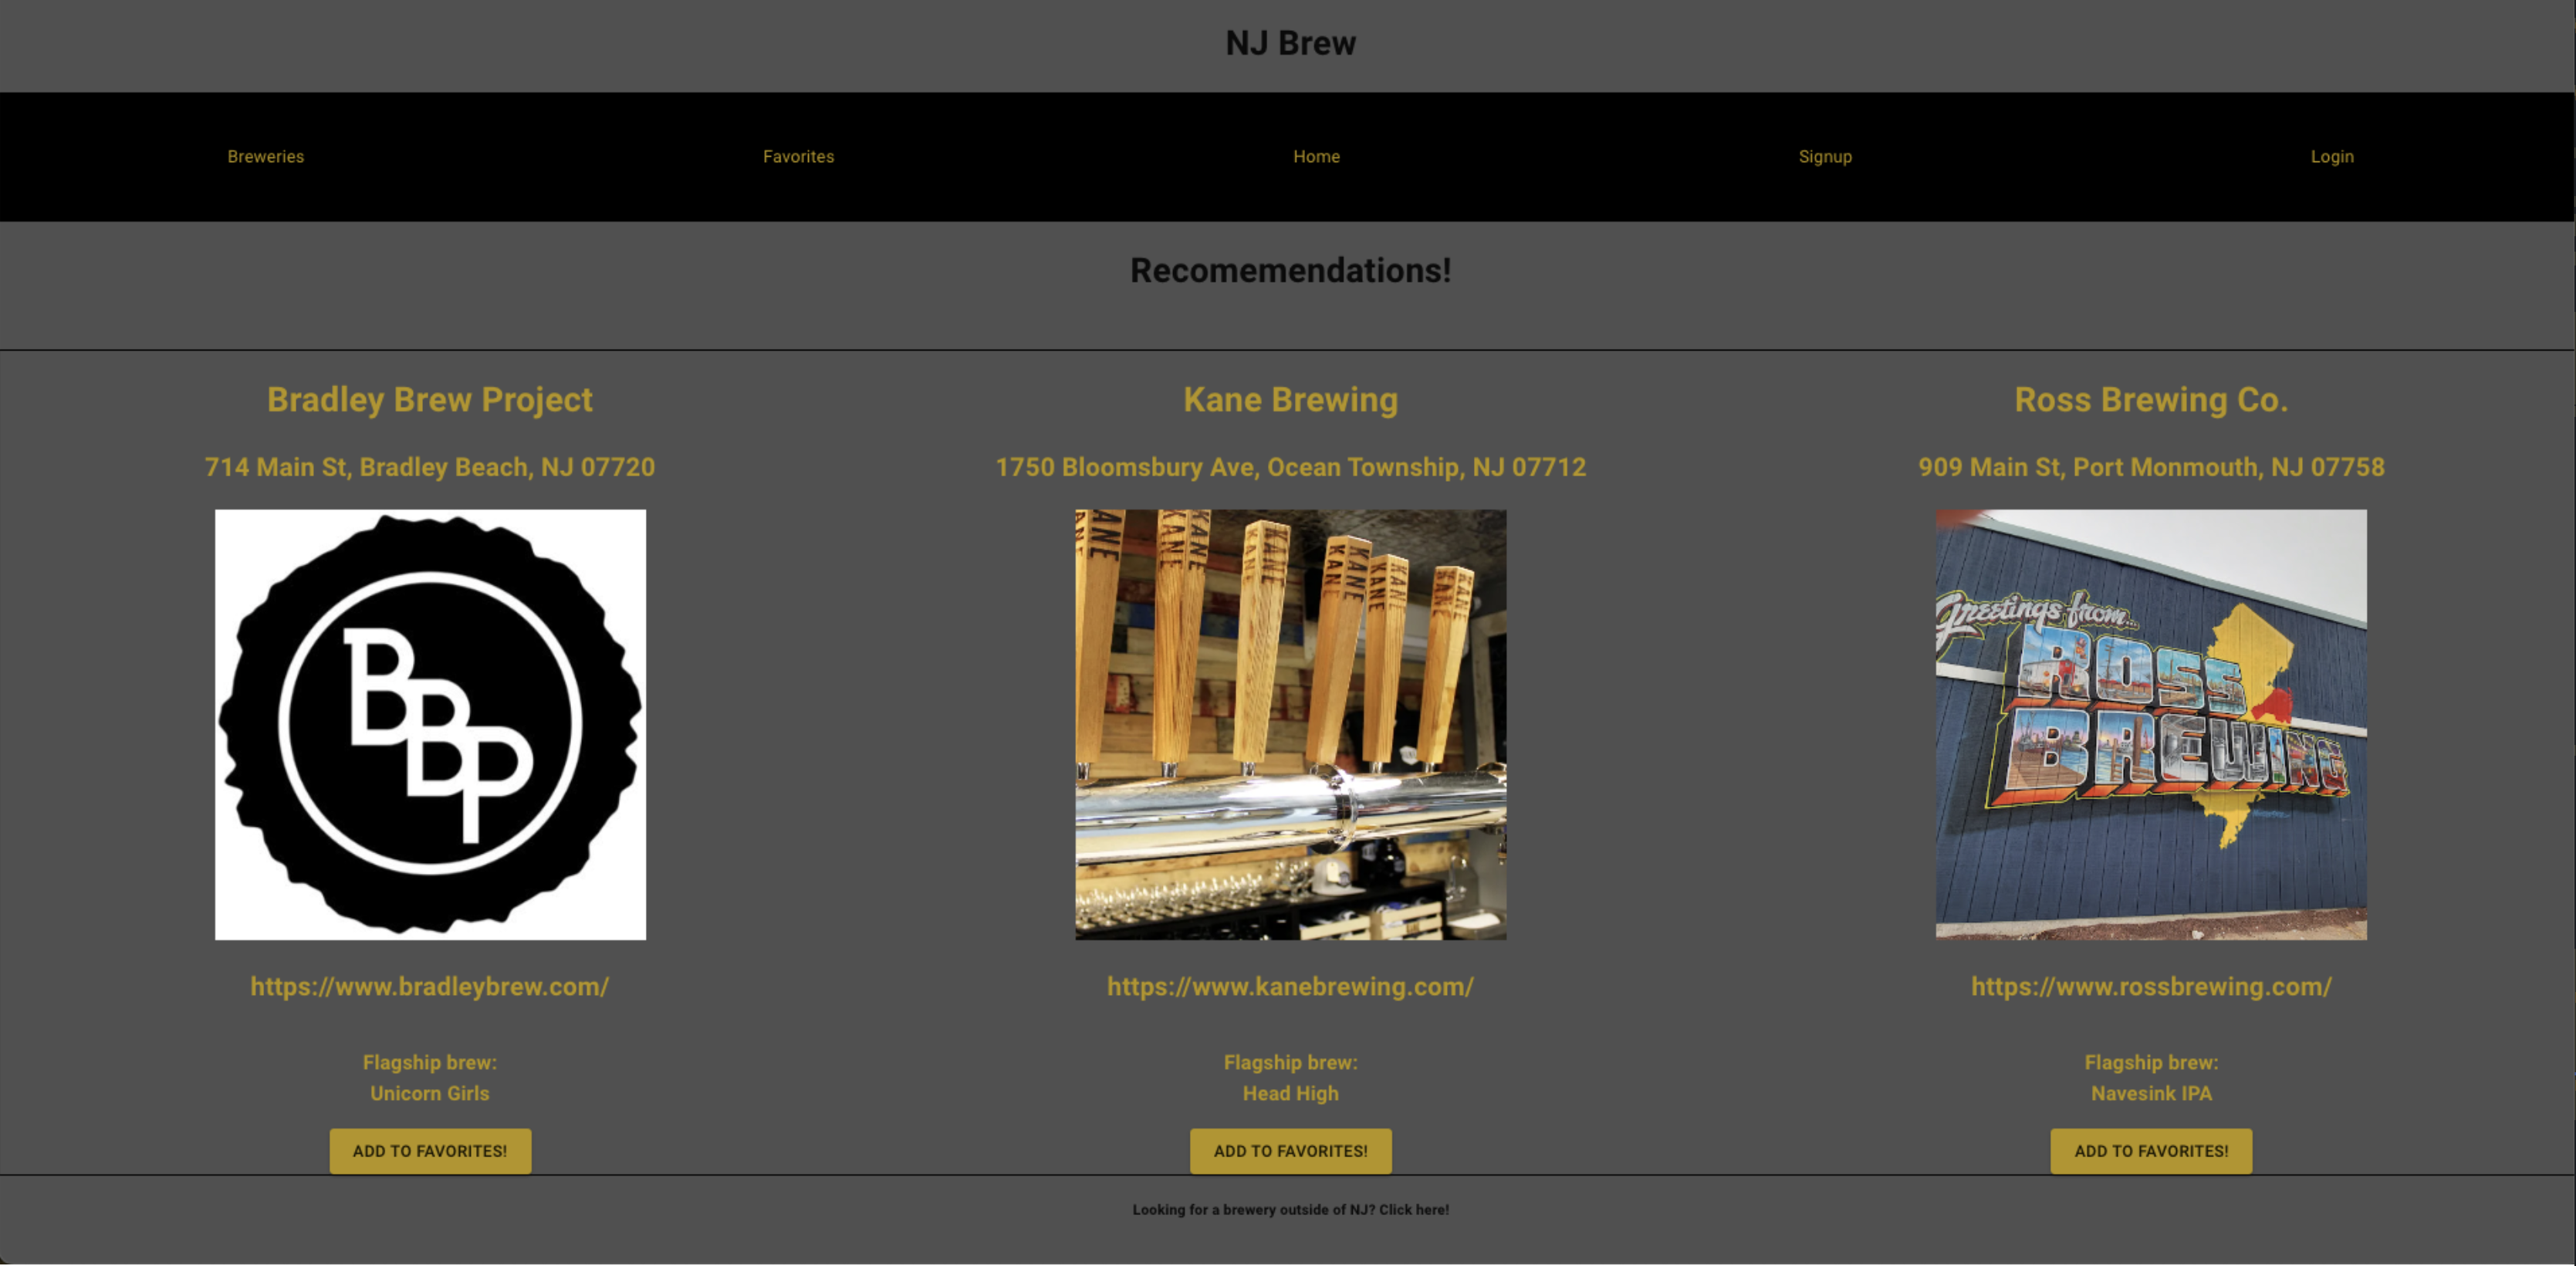 NJ Brew
Breweries Favorites Home Signup Login
Recomemendations!
Bradley Brew Project
714 Main St, Bradley Beach, NJ 07720
BBP
https://www.bradleybrew.com/
Flagship brew:
Unicorn Girls
ADD TO FAVORITES!
Kane Brewing
1750 Bloomsbury Ave, Ocean Township, NJ 07712
KANE KANE KANE KANE KANE KANE
https://www.kanebrewing.com/
Flagship brew:
Head High
ADD TO FAVORITES!
Ross Brewing Co.
909 Main St, Port Monmouth, NJ 07758
Greetings from...
ROSS
BREWING
https://www.rossbrewing.com/
Flagship brew:
Navesink IPA
ADD TO FAVORITES!
Looking for a brewery outside of NJ? Click here!